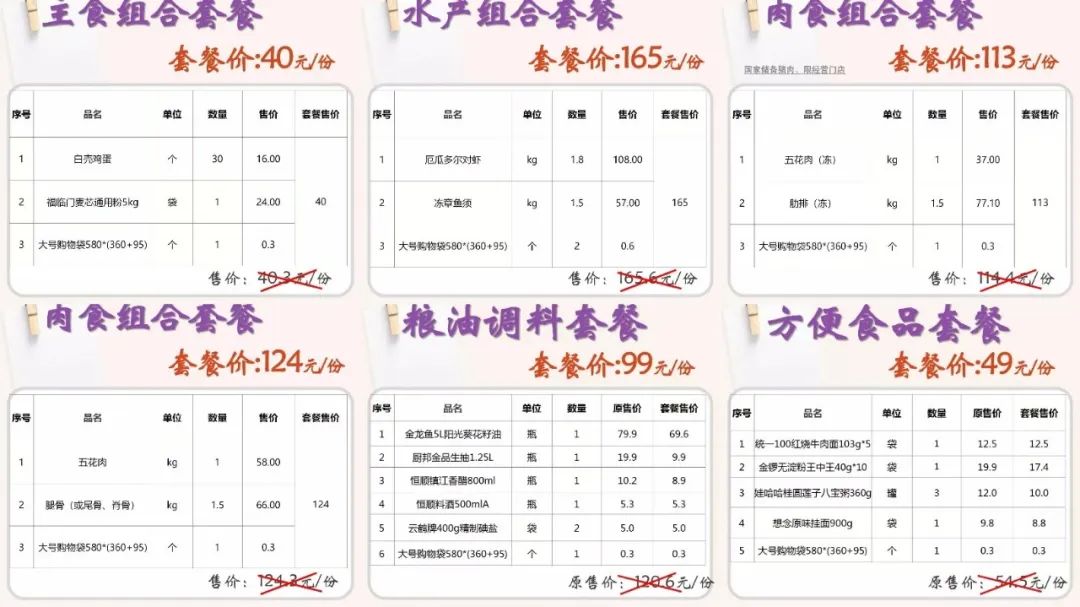 主食组合套餐
套餐价:40元/份
序号 品名 单位 数量 售价 套餐售价
1 白壳鸡蛋 个 30 16.00
2 福临门麦芯通用粉5kg 袋 1 24.00 40
3 大号购物袋580*(360+95) 个 1 0.3
售价: 40.3元/份
水产组合套餐
套餐价:165元/份
序号 品名 单位 数量 售价 套餐售价
1 厄瓜多尔对虾 kg 1.8 108.00
2 冻章鱼须 kg 1.5 57.00 165
3 大号购物袋580*(360+95) 个 2 0.6
售价: 165.6元/份
肉食组合套餐
套餐价:113元/份
国家储备猪肉、限经营门店
序号 品名 单位 数量 售价 套餐售价
1 五花肉（冻） kg 1 37.00
2 肋排（冻） kg 1.5 77.10 113
3 大号购物袋580*(360+95) 个 1 0.3
售价: 114.4元/份
肉食组合套餐
套餐价:124元/份
序号 品名 单位 数量 售价 套餐售价
1 五花肉 kg 1 58.00
2 腿骨（或尾骨、脊骨） kg 1.5 66.00 124
3 大号购物袋580*(360+95) 个 1 0.3
售价: 124.3元/份
粮油调料套餐
套餐价:99元/份
序号 品名 单位 数量 原售价 套餐售价
1 金龙鱼5L阳光葵花籽油 瓶 1 79.9 69.6
2 厨邦金品生抽1.25L 瓶 1 19.9 9.9
3 恒顺镇江香醋800ml 瓶 1 10.2 8.9
4 恒顺料酒500mlA 瓶 1 5.3 5.3
5 云鹤牌400g精制碘盐 袋 2 5.0 5.0
6 大号购物袋580*(360+95) 个 1 0.3 0.3
原售价: 120.6元/份
方便食品套餐
套餐价:49元/份
序号 品名 单位 数量 原售价 套餐售价
1 统一100红烧牛肉面103g*5 袋 1 12.5 12.5
2 金锣无淀粉王中王40g*10 袋 1 19.9 17.4
3 娃哈哈桂圆莲子八宝粥360g 罐 3 12.0 10.0
4 想念原味挂面900g 袋 1 9.8 8.8
5 大号购物袋580*(360+95) 个 1 0.3 0.3
原售价: 54.5元/份